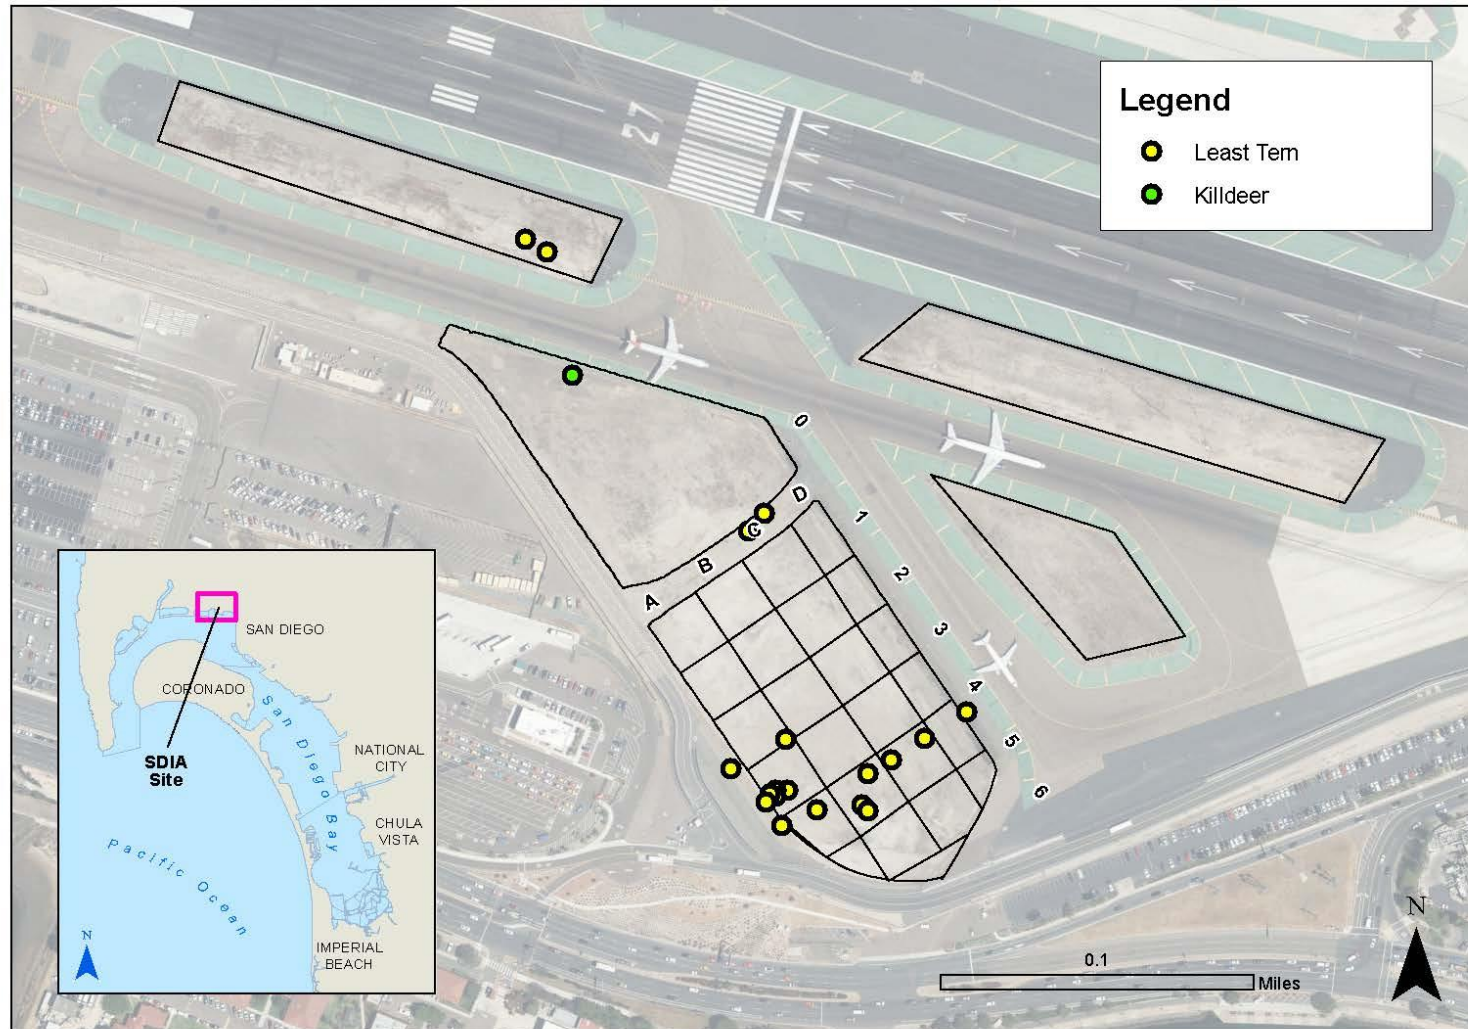 27
Legend
Least Tern
Killdeer
0
D
1
C
B
2
A
3
4
5
6
SAN DIEGO
CORONADO
San Diego Bay
SDIA
Site
NATIONAL
CITY
CHULA
VISTA
Pacific Ocean
IMPERIAL
BEACH
N
0.1
Miles
N